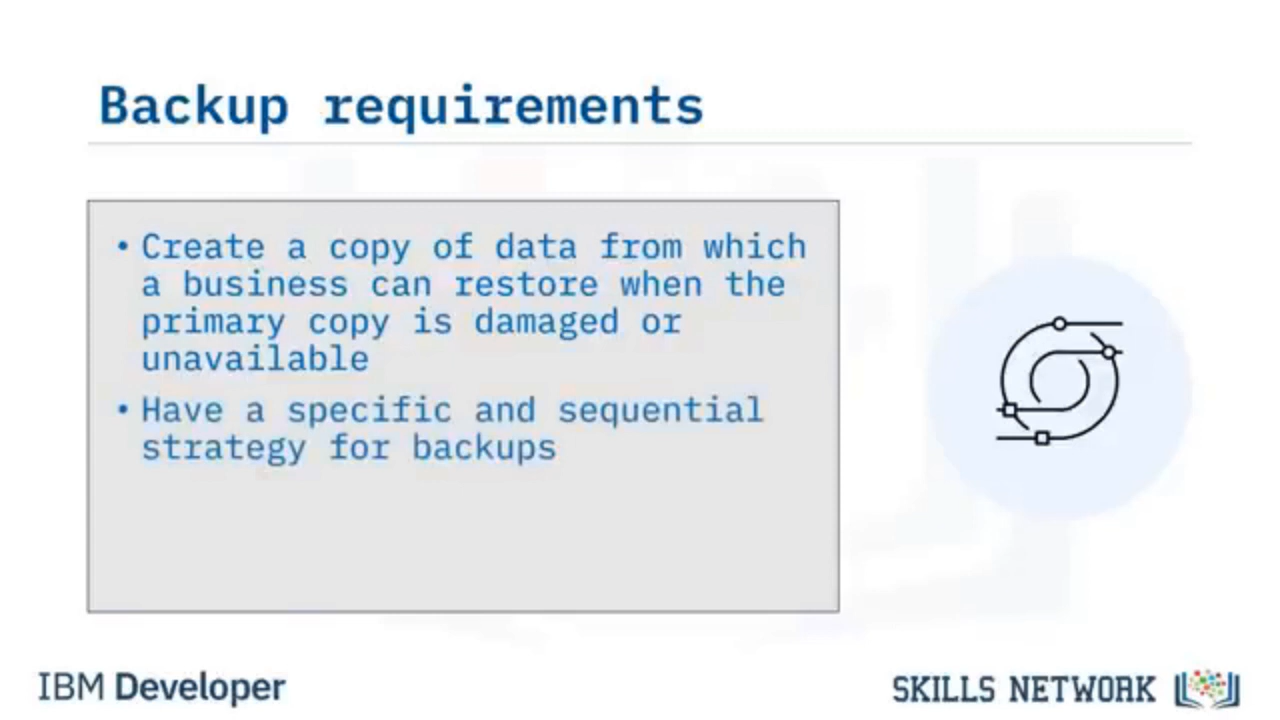 Backup requirements
• Create a copy of data from which
a business can restore when the
primary copy is damaged or
unavailable
• Have a specific and sequential
strategy for backups
IBM Developer
SKILLS NETWORK